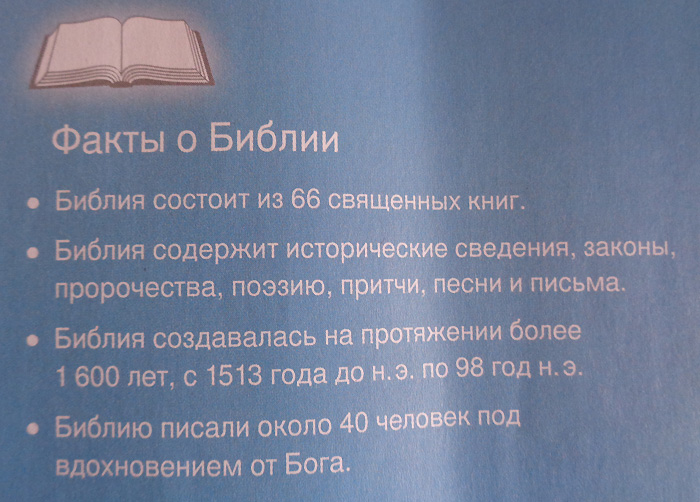 Факты о Библии
• Библия состоит из 66 священных книг.
• Библия содержит исторические сведения, законы,
пророчества, поэзию, притчи, песни и письма.
• Библия создавалась на протяжении более
1 600 лет, с 1513 года до н. э. по 98 год н. э.
• Библию писали около 40 человек под
вдохновением от Бога.